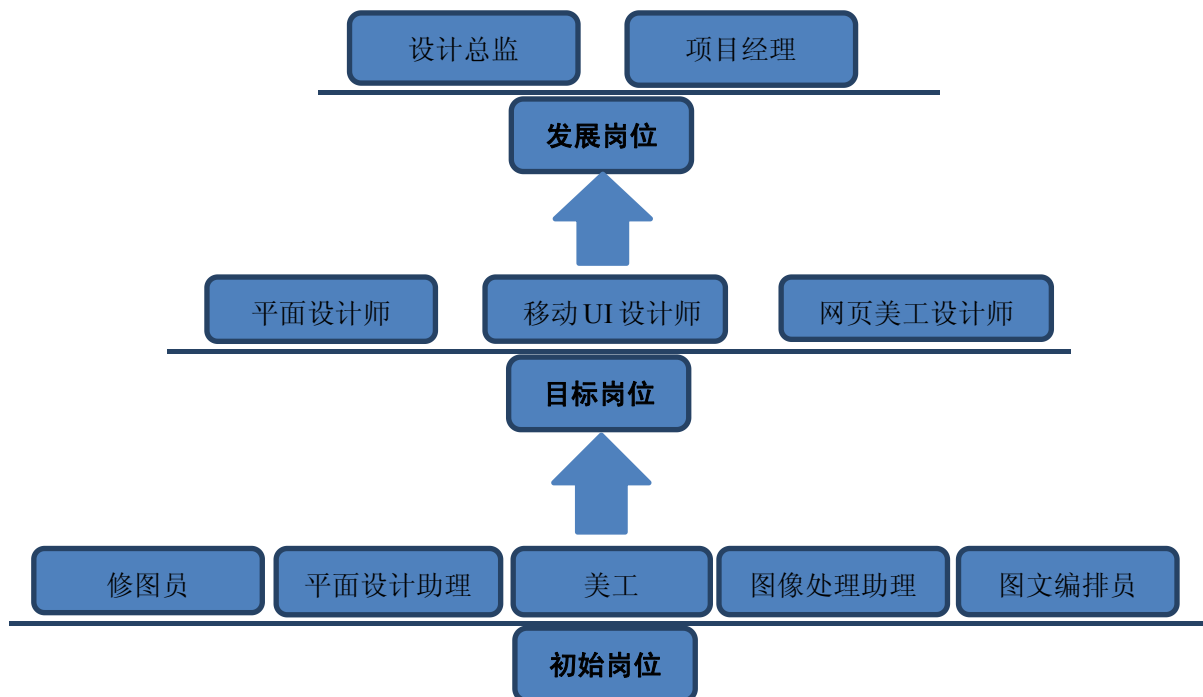 设计总监
项目经理
发展岗位
平面设计师
移动UI设计师
网页美工设计师
目标岗位
修图员
平面设计助理
美工
图像处理助理
图文编排员
初始岗位